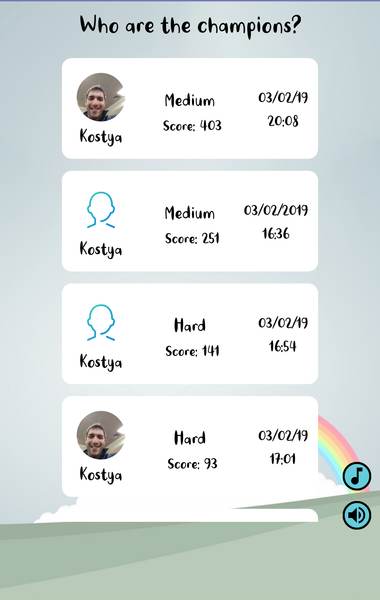 Who are the champions?
Medium
03/02/19
Score: 403
20:08
Kostya
Medium
03/02/2019
Score: 251
16:36
Kostya
Hard
03/02/19
Score: 141
16:54
Kostya
Hard
03/02/19
Score: 93
17:01
Kostya